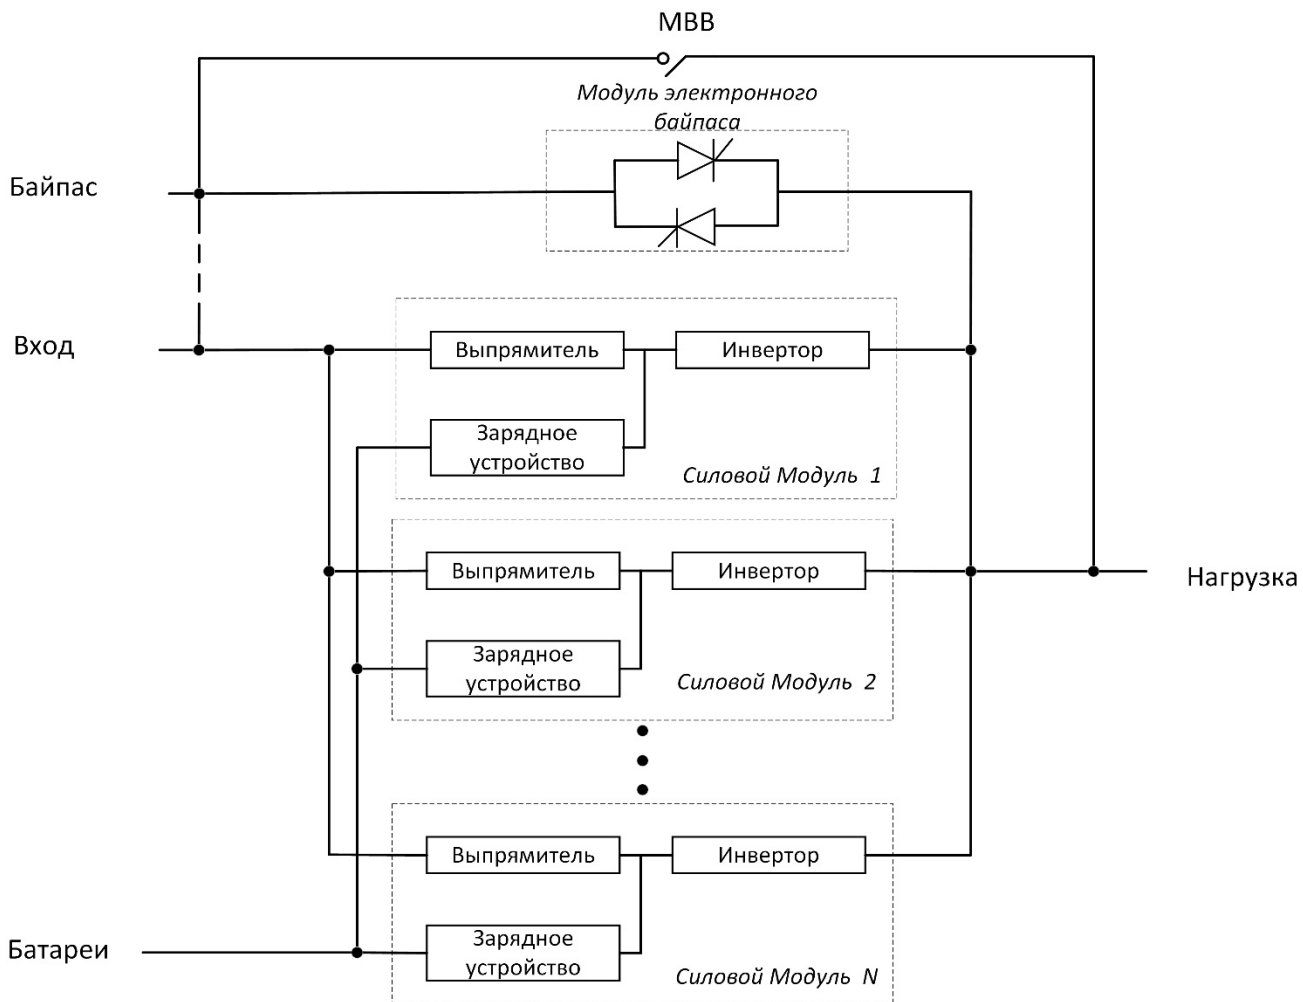 МВВ
Модуль электронного
байпаса
Байпас
Вход
Выпрямитель
Инвертор
Зарядное
устройство
Силовой Модуль 1
Выпрямитель
Инвертор
Нагрузка
Зарядное
устройство
Силовой Модуль 2
Выпрямитель
Инвертор
Батареи
Зарядное
устройство
Силовой Модуль N